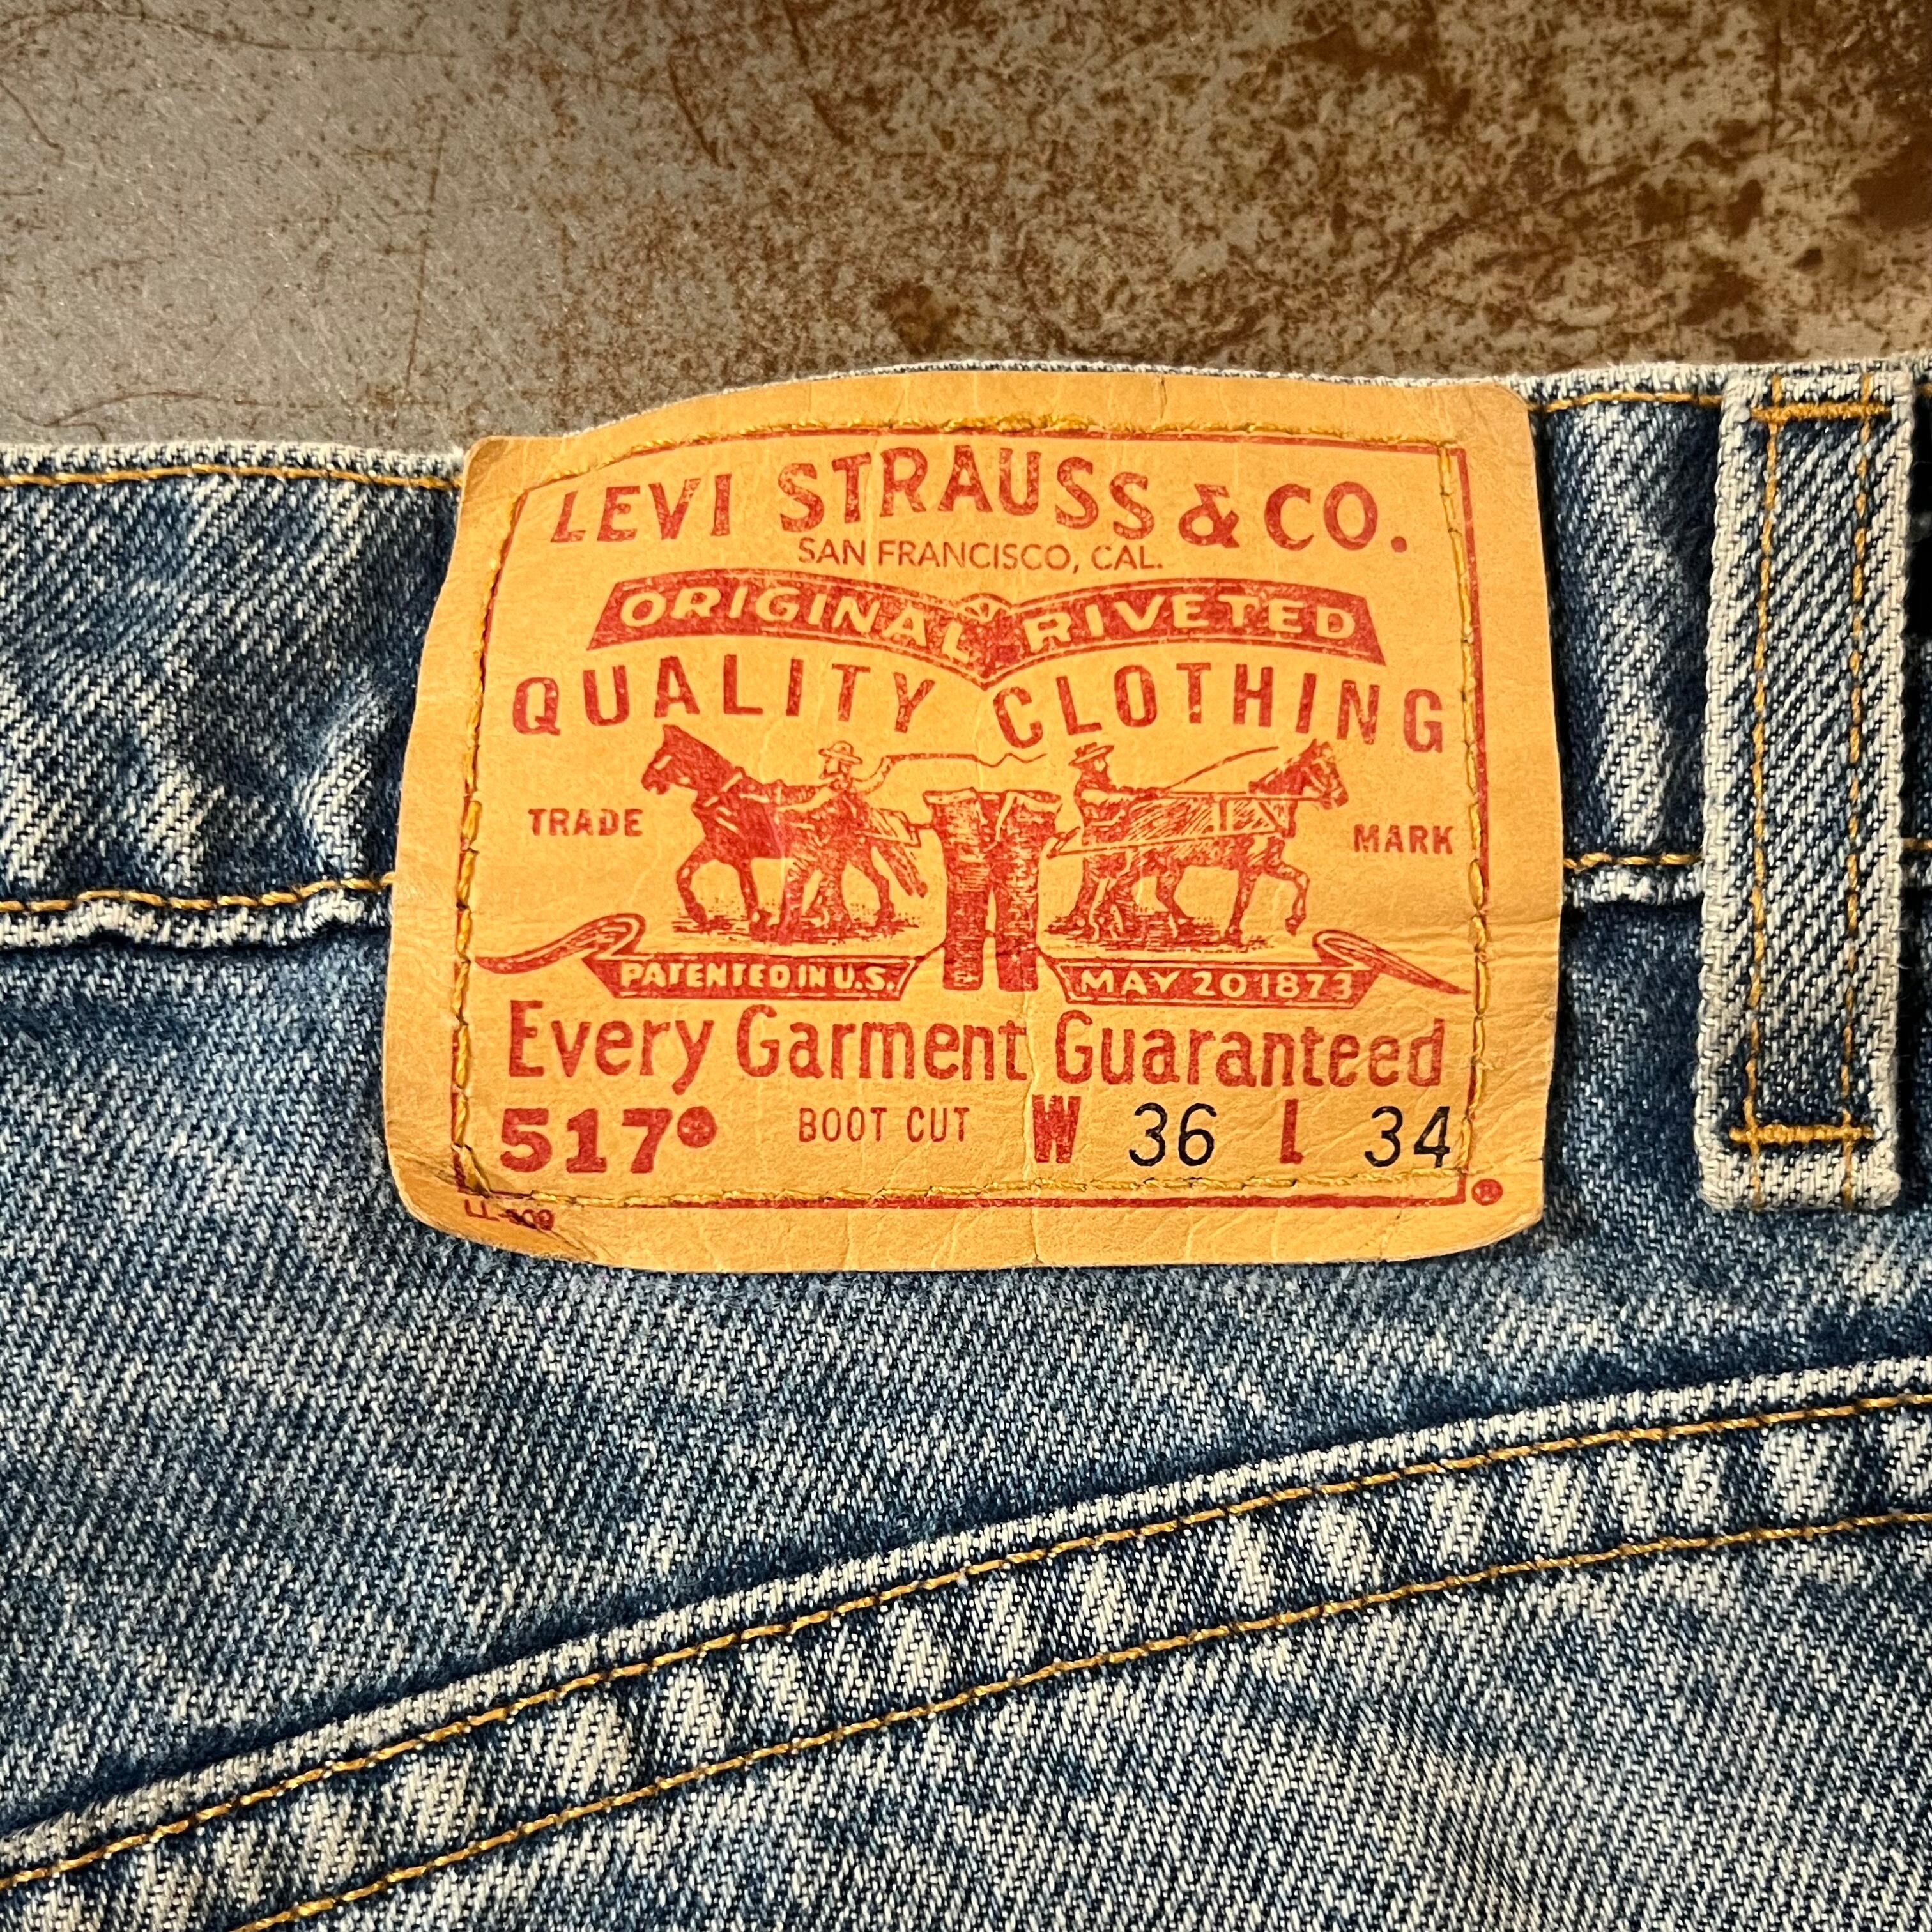 LEVI STRAUSS & CO.
SAN FRANCISCO, CAL.
ORIGINAL RIVETED
QUALITY CLOTHING
TRADE MARK
PATENTED IN U.S. MAY 20 1873
Every Garment Guaranteed
517® BOOT CUT W 36 L 34
®